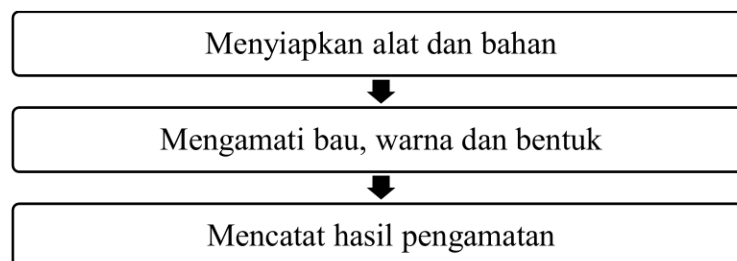 Menyiapkan alat dan bahan
Mengamati bau, warna dan bentuk
Mencatat hasil pengamatan